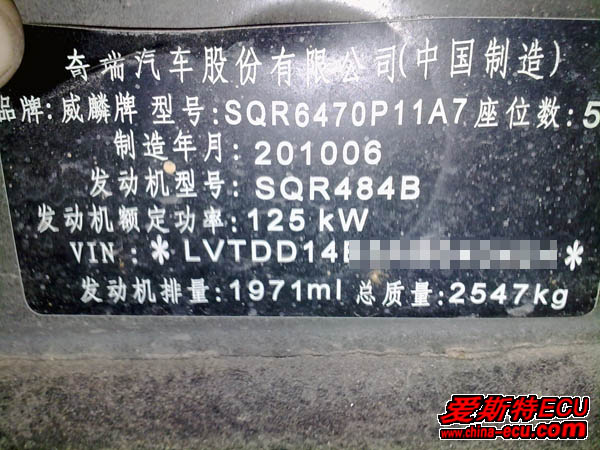 奇瑞汽车股份有限公司(中国制造)
品牌:威麟牌 型号:SQR6470P11A7 座位数:5
制造年月:201006
发动机型号:SQR484B
发动机额定功率:125 kW
VIN :*LVTDD14 *
发动机排量:1971ml 总质量:2547kg
爱斯特ECU
www.china-ecu.com